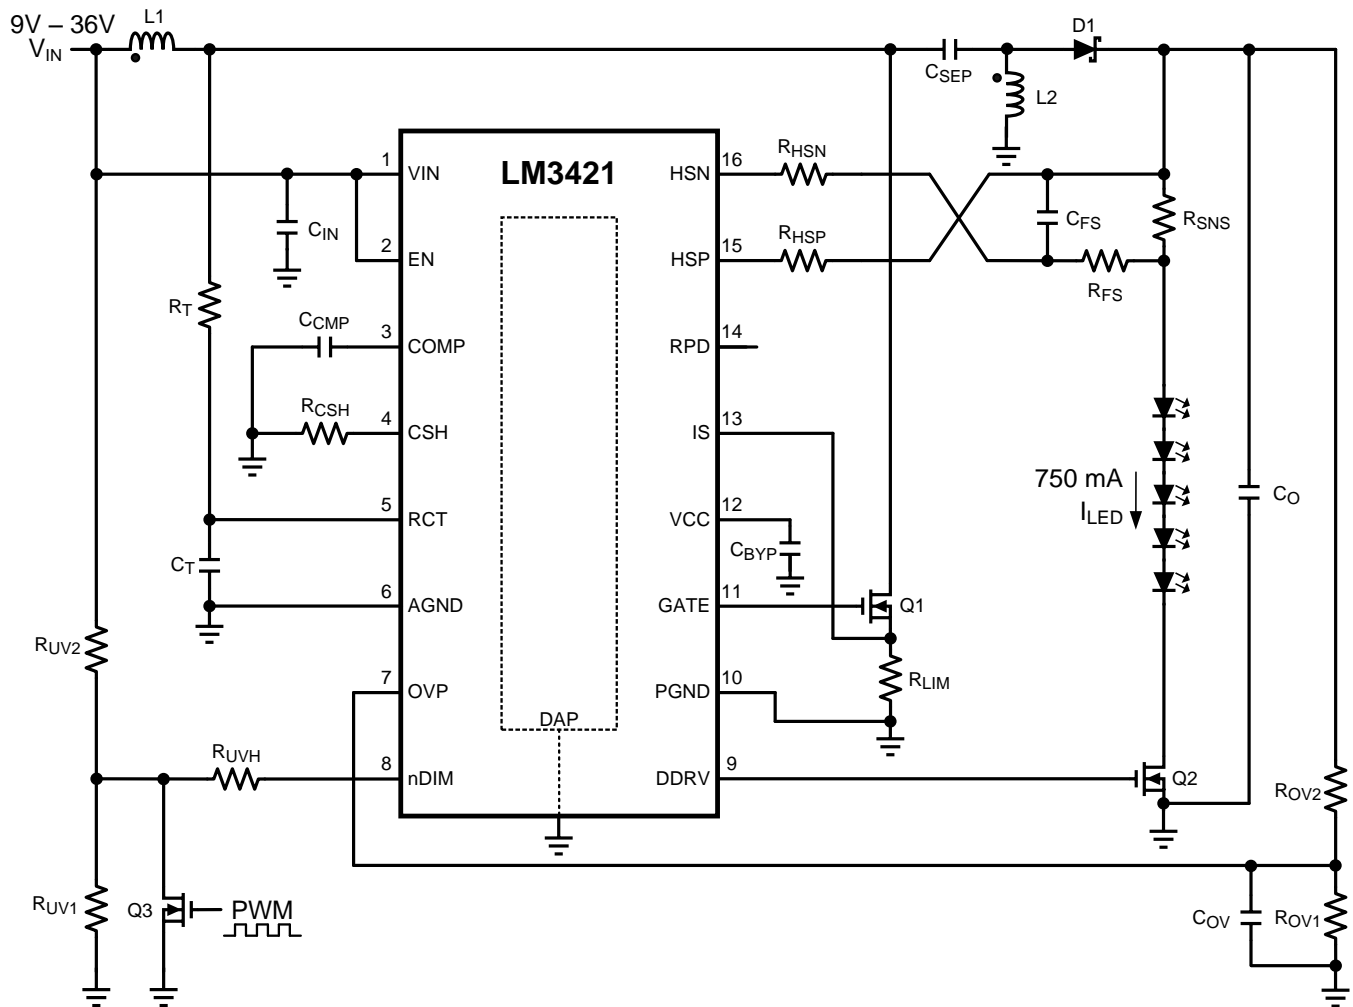 9V – 36V
VIN
L1
D1
CSEP
L2
LM3421
1
VIN
HSN
16
RHSN
CIN
CFS
RSNS
2
EN
HSP
15
RHSP
RFS
RT
CCMP
3
COMP
RPD
14
RCSH
4
CSH
IS
13
750 mA
ILED
CO
5
RCT
VCC
12
CBYP
CT
6
AGND
GATE
11
Q1
RUV2
7
OVP
PGND
10
RLIM
DAP
RUVH
8
nDIM
DDRV
9
Q2
ROV2
RUV1
Q3
PWM
COV
ROV1